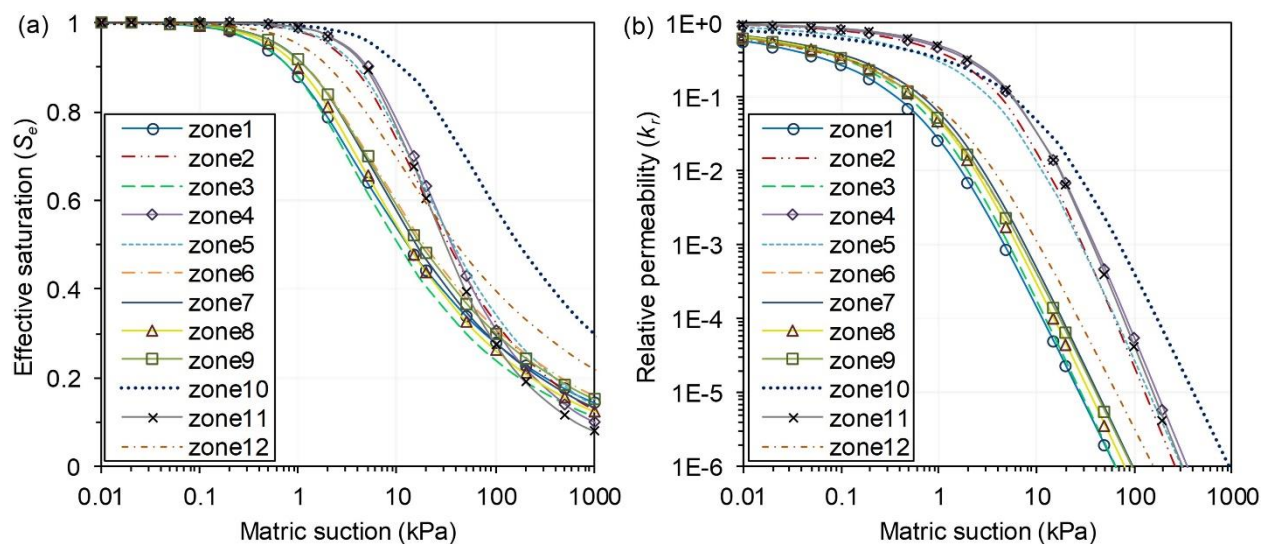 (a)
Effective saturation (Se)
1
0.8
0.6
0.4
0.2
0
zone1
zone2
zone3
zone4
zone5
zone6
zone7
zone8
zone9
zone10
zone11
zone12
0.01 0.1 1 10 100 1000
Matric suction (kPa)
(b)
Relative permeability (kr)
1E+0
1E-1
1E-2
1E-3
1E-4
1E-5
1E-6
zone1
zone2
zone3
zone4
zone5
zone6
zone7
zone8
zone9
zone10
zone11
zone12
0.01 0.1 1 10 100 1000
Matric suction (kPa)